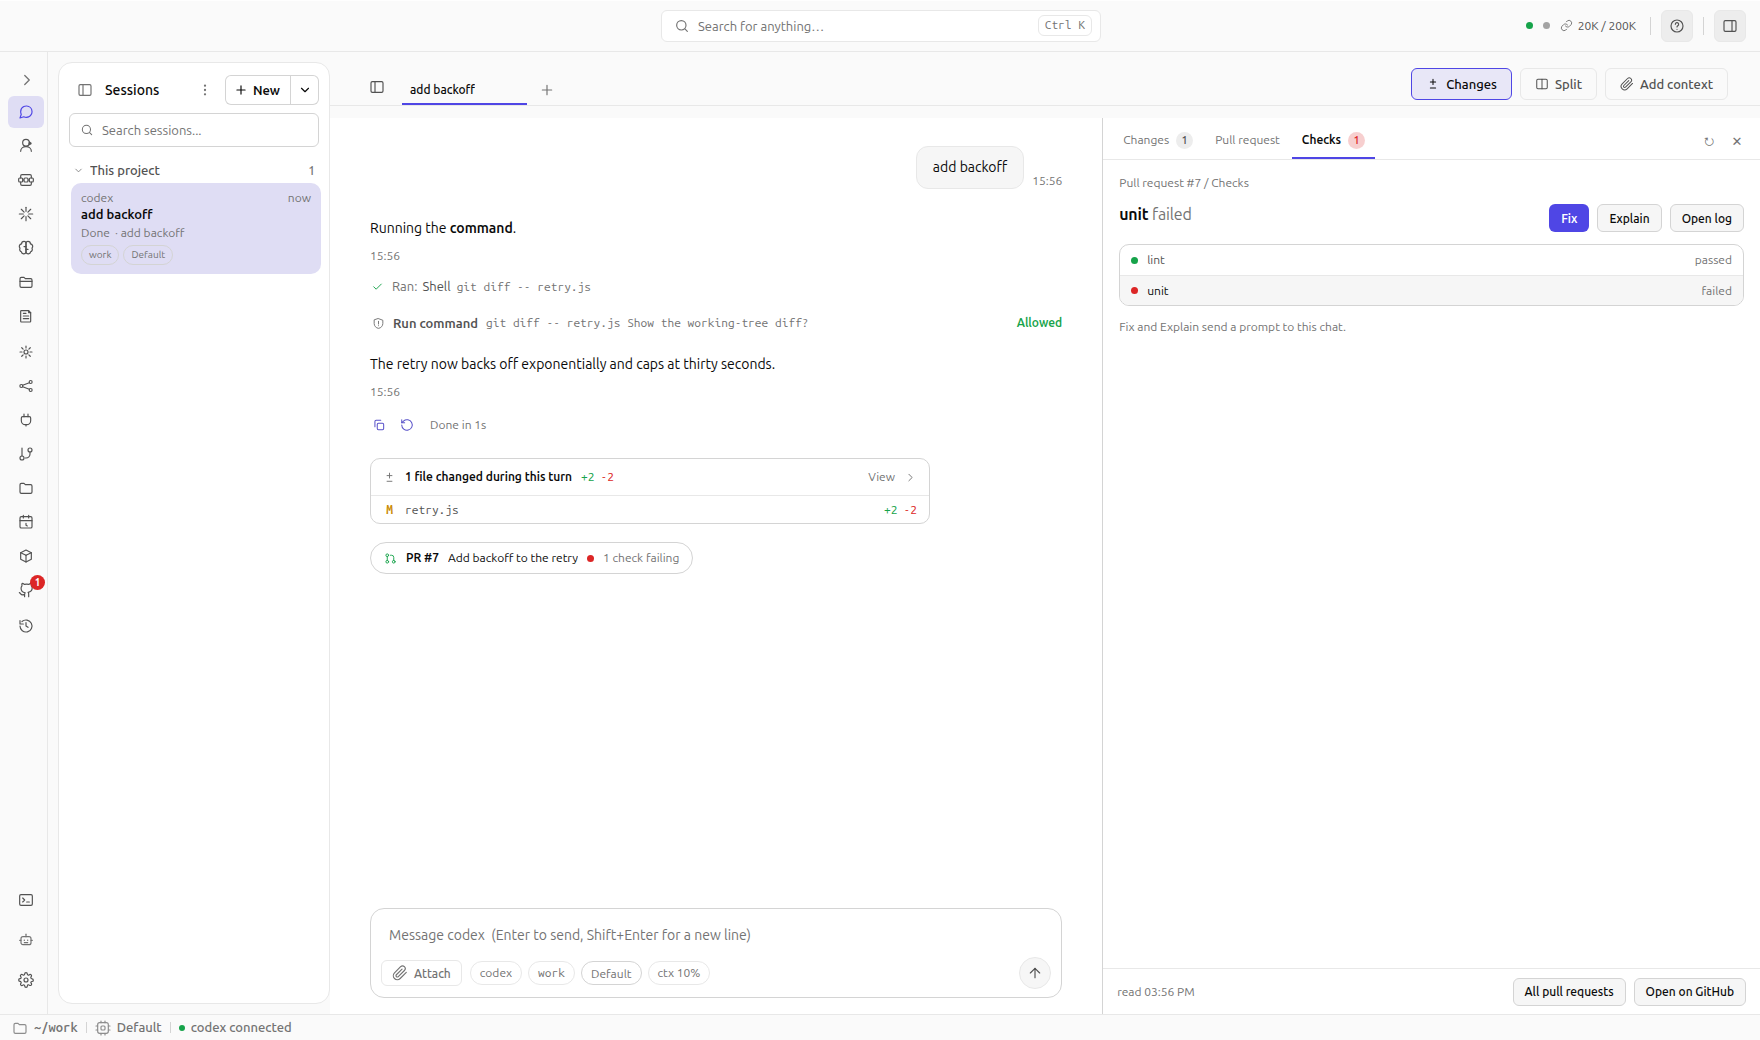 Search for anything… Ctrl K
20K / 200K
Sessions
New
Search sessions...
This project 1
codex now
add backoff
Done · add backoff
work Default
1
add backoff
Changes Split Add context
add backoff
15:56
Running the command.
15:56
Ran: Shell git diff -- retry.js
Run command git diff -- retry.js Show the working-tree diff? Allowed
The retry now backs off exponentially and caps at thirty seconds.
15:56
Done in 1s
1 file changed during this turn +2 -2 View
M retry.js +2 -2
PR #7 Add backoff to the retry 1 check failing
Message codex (Enter to send, Shift+Enter for a new line)
Attach codex work Default ctx 10%
Changes 1 Pull request Checks 1
Pull request #7 / Checks
unit failed
Fix Explain Open log
lint passed
unit failed
Fix and Explain send a prompt to this chat.
read 03:56 PM
All pull requests Open on GitHub
~/work Default codex connected